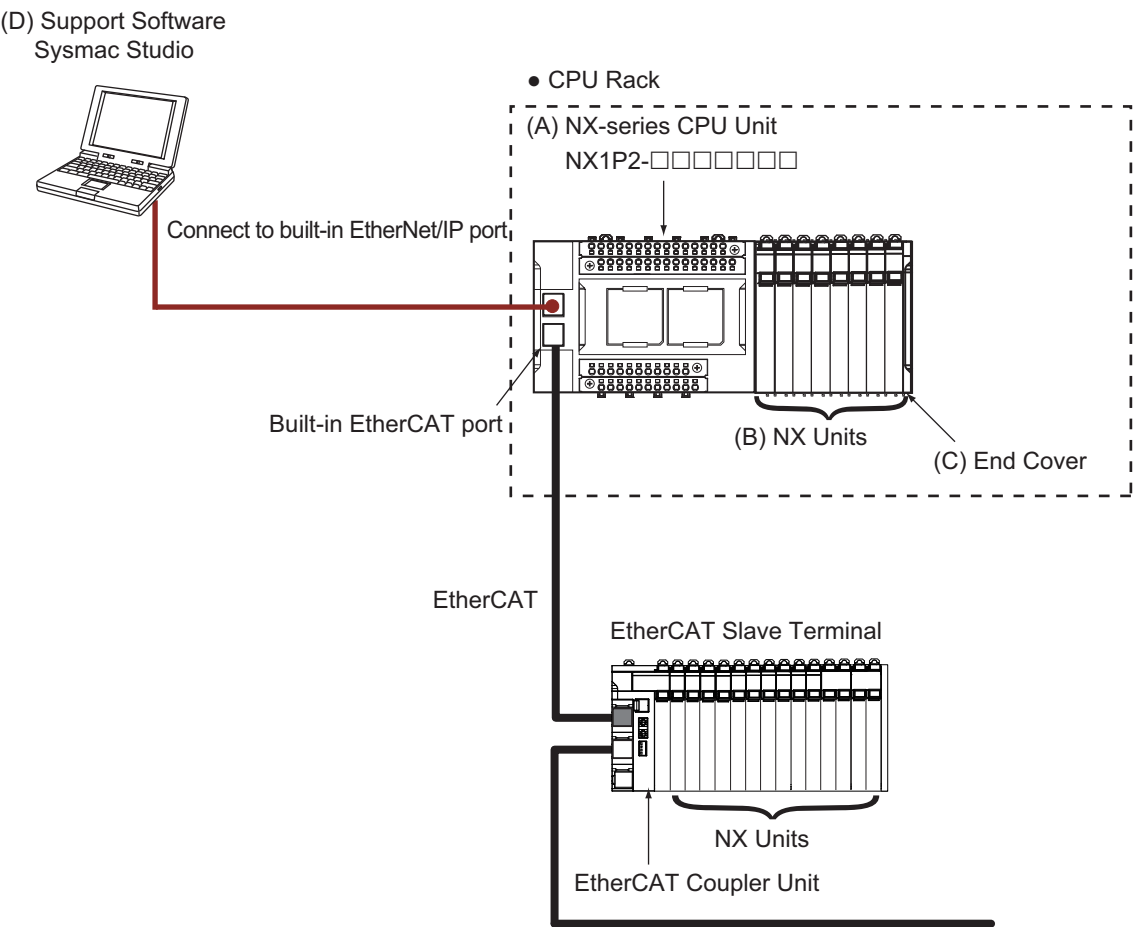 (D) Support Software
Sysmac Studio
● CPU Rack
(A) NX-series CPU Unit
NX1P2-□□□□□□□
Connect to built-in EtherNet/IP port
Built-in EtherCAT port
(B) NX Units
(C) End Cover
EtherCAT
EtherCAT Slave Terminal
NX Units
EtherCAT Coupler Unit